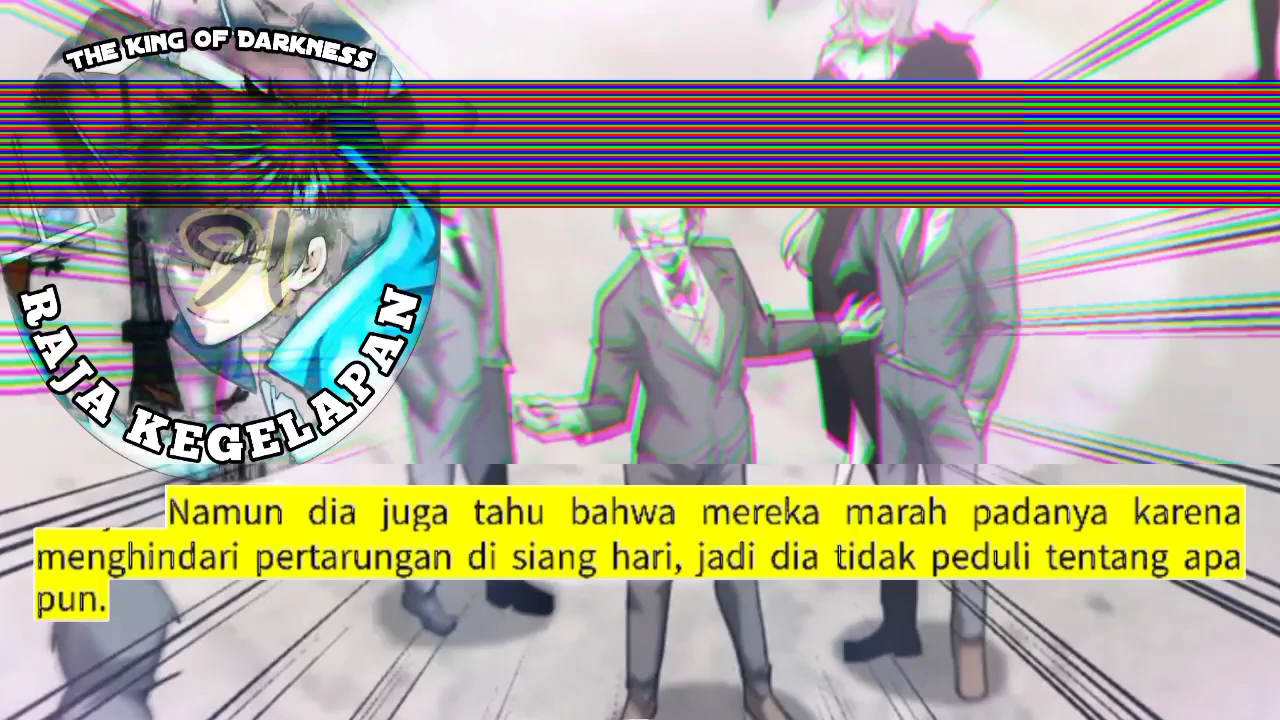 THE KING OF DARKNESS
RAJA KEGELAPAN
Namun dia juga tahu bahwa mereka marah padanya karena
menghindari pertarungan di siang hari, jadi dia tidak peduli tentang apa
pun.